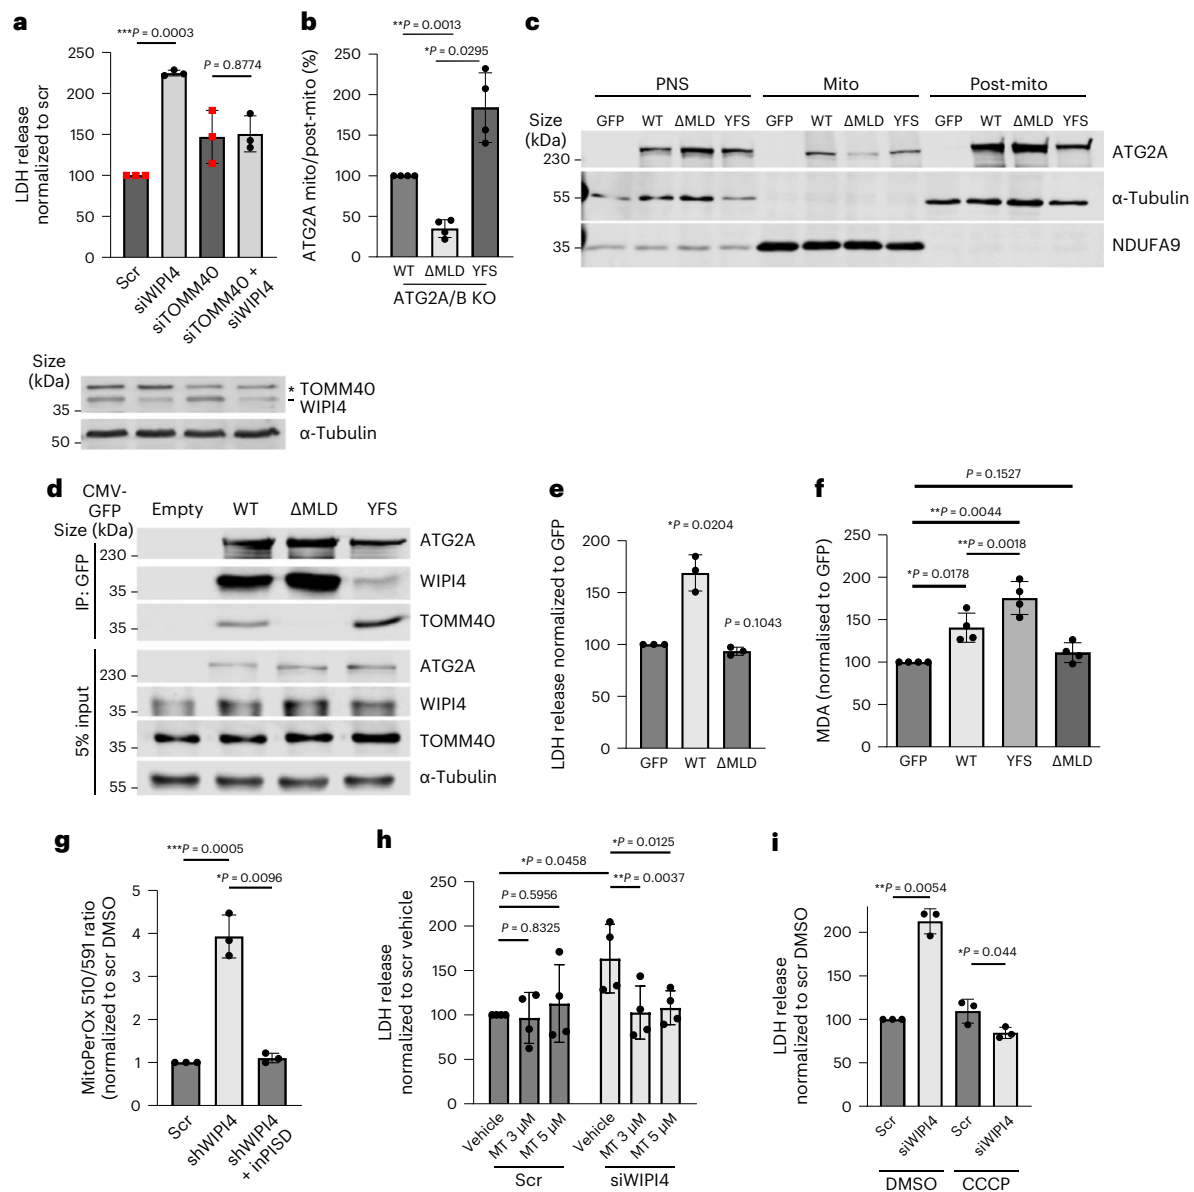 a
***P = 0.0003
P = 0.8774
LDH release
normalized to scr
250
200
150
100
50
0
Scr
siWIPI4
siTOMM40
siTOMM40 +
siWIPI4
Size
(kDa)
* TOMM40
WIPI4
35
α-Tubulin
50
b
**P = 0.0013
*P = 0.0295
ATG2A mito/post-mito (%)
250
200
150
100
50
0
WT ΔMLD YFS
ATG2A/B KO
c
PNS Mito Post-mito
Size
(kDa)
GFP WT ΔMLD YFS GFP WT ΔMLD YFS GFP WT ΔMLD YFS
230
ATG2A
55
α-Tubulin
35
NDUFA9
d
CMV-
GFP
Empty WT ΔMLD YFS
Size (kDa)
IP: GFP
230
ATG2A
35
WIPI4
35
TOMM40
5% input
230
ATG2A
35
WIPI4
35
TOMM40
55
α-Tubulin
e
*P = 0.0204
P = 0.1043
LDH release normalized to GFP
200
150
100
50
0
GFP WT ΔMLD
f
P = 0.1527
**P = 0.0044
**P = 0.0018
*P = 0.0178
MDA (normalised to GFP)
250
200
150
100
50
0
GFP WT YFS ΔMLD
g
***P = 0.0005
*P = 0.0096
MitoPerOx 510/591 ratio
(normalized to scr DMSO
5
4
3
2
1
0
Scr
shWIPI4
shWIPI4
+ inPISD
h
*P = 0.0125
*P = 0.0458
**P = 0.0037
P = 0.5956
P = 0.8325
LDH release
normalized to scr vehicle
250
200
150
100
50
0
Vehicle
MT 3 µM
MT 5 µM
Vehicle
MT 3 µM
MT 5 µM
Scr siWIPI4
i
**P = 0.0054
*P = 0.044
LDH release
normalized to scr DMSO
200
150
100
50
0
Scr
siWIPI4
Scr
siWIPI4
DMSO CCCP